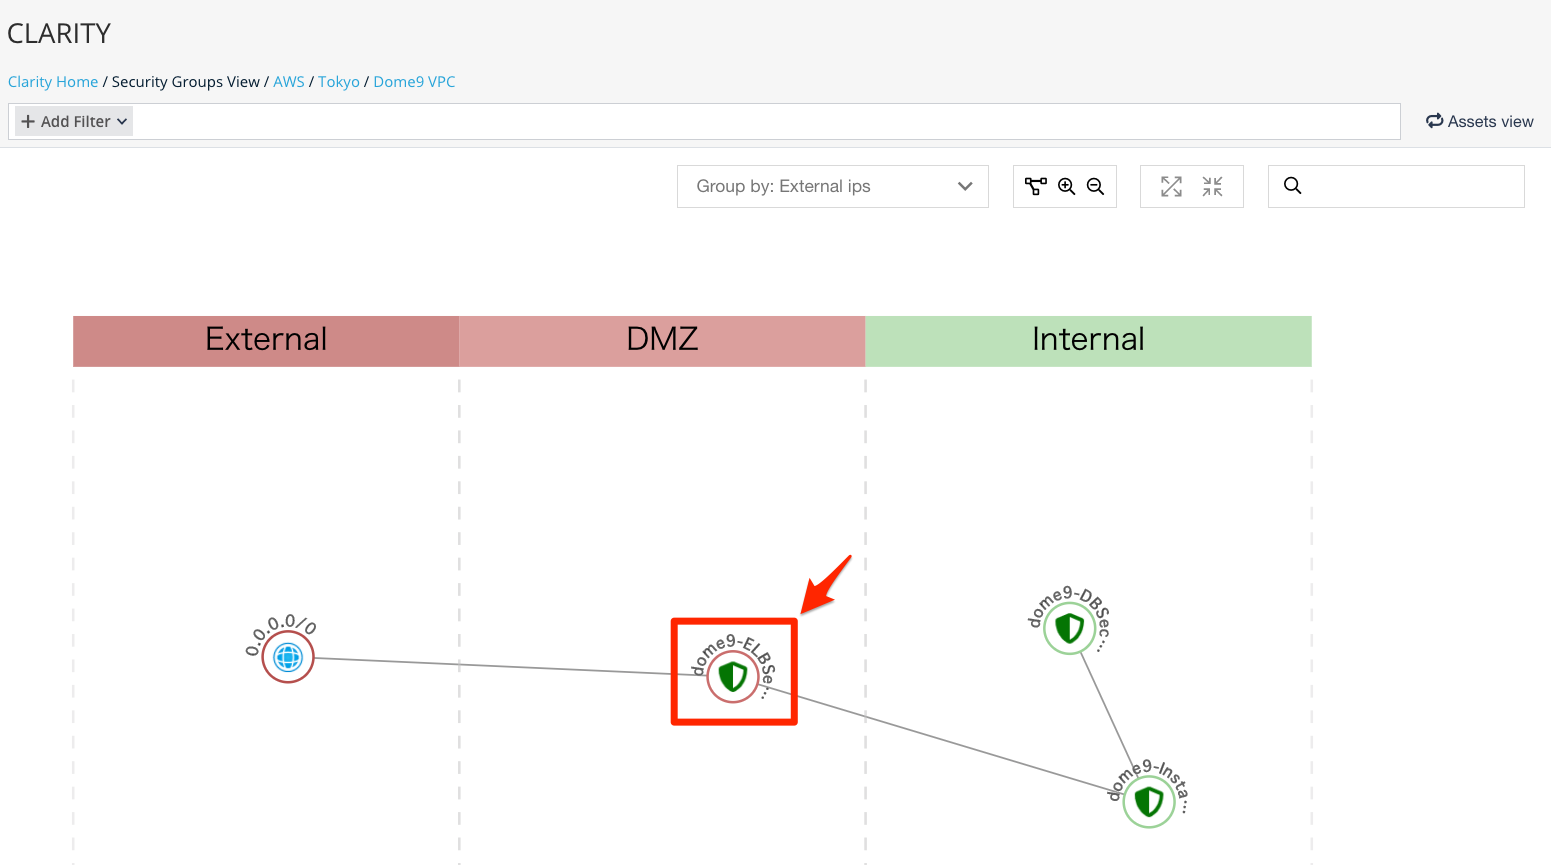 CLARITY
Clarity Home / Security Groups View / AWS / Tokyo / Dome9 VPC
+ Add Filter
Assets view
Group by: External ips
External
DMZ
Internal
0.0.0.0/0
dome9-ELBSe...
dome9-DBSec...
dome9-Insta...